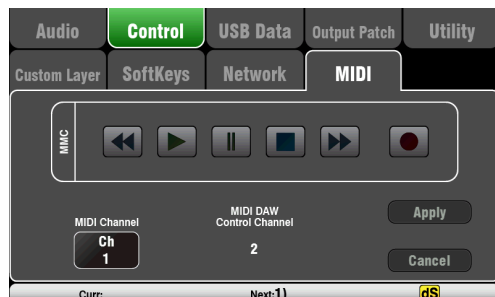 Audio Control USB Data Output Patch Utility
Custom Layer SoftKeys Network MIDI
MMC
MIDI Channel
Ch
1
MIDI DAW
Control Channel
2
Apply
Cancel
Curr: Next:1) dS